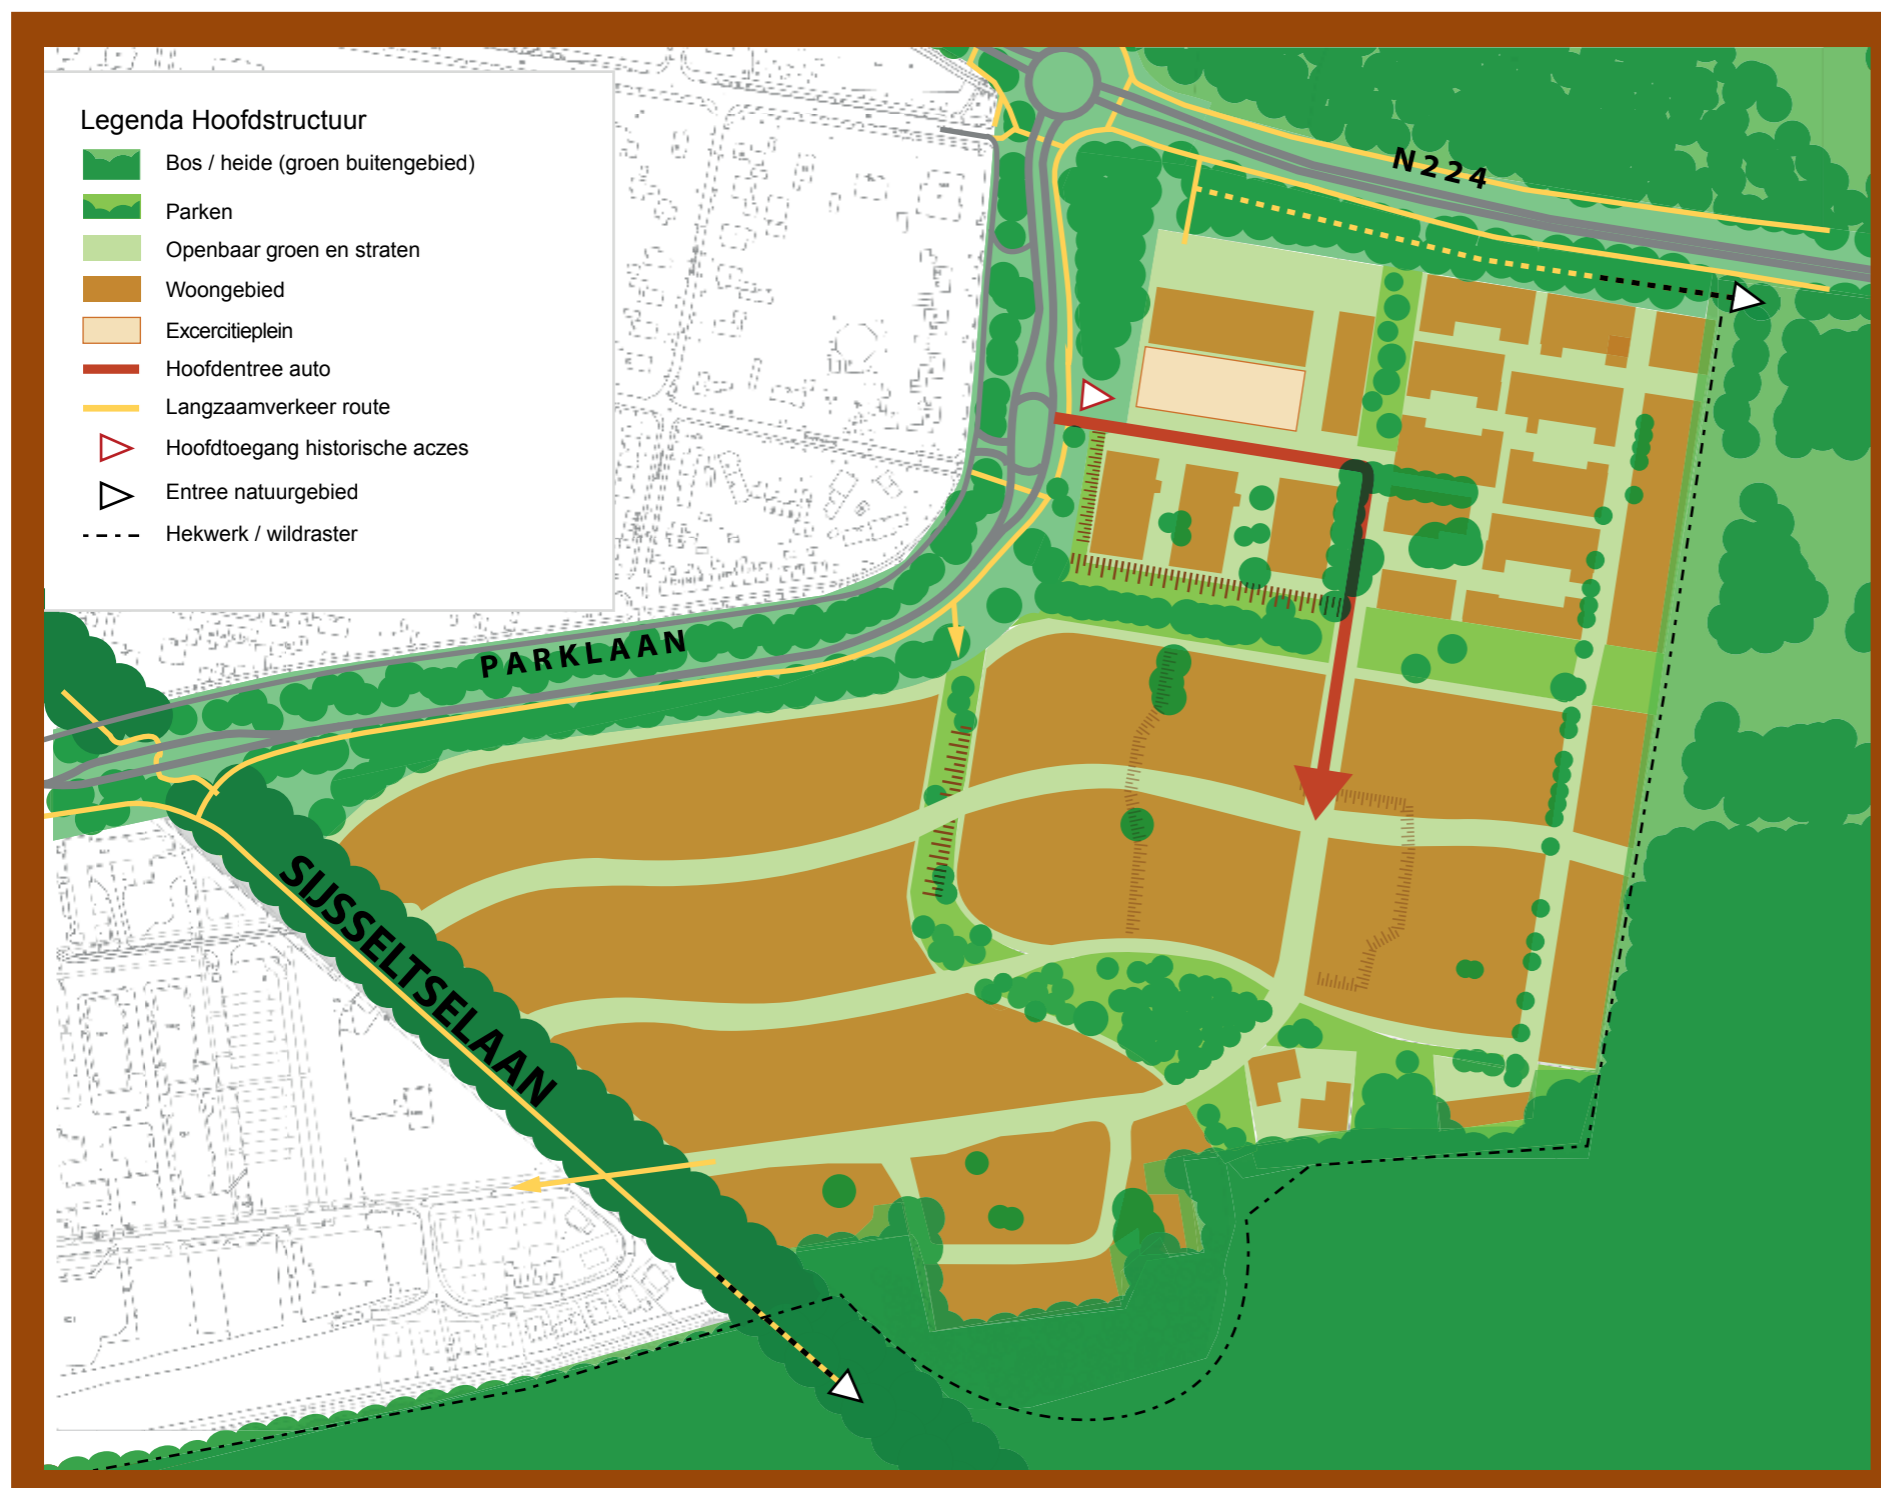 Legenda Hoofdstructuur
Bos / heide (groen buitengebied)
Parken
Openbaar groen en straten
Woongebied
Excercitieplein
Hoofdentree auto
Langzaamverkeer route
Hoofdtoegang historische aczes
Entree natuurgebied
Hekwerk / wildraster
N224
PARKLAAN
SIJSSELTSELAAN